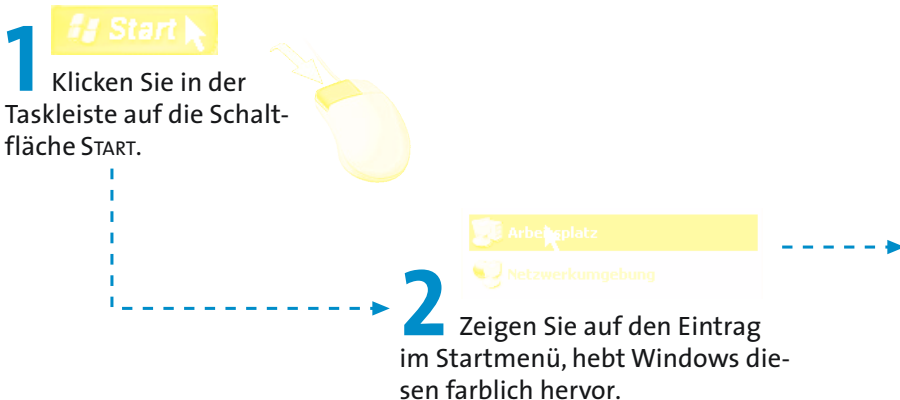 Start
1
Klicken Sie in der
Taskleiste auf die Schalt-
fläche START.
Arbeitsplatz
Netzwerkumgebung
2
Zeigen Sie auf den Eintrag
im Startmenü, hebt Windows die-
sen farblich hervor.